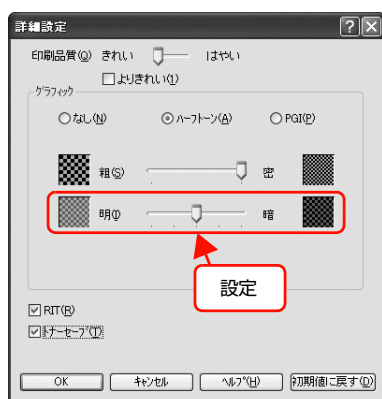 詳細設定
印刷品質(Q) きれい はやい
よりきれい(1)
グラフィック
なし(N) ハーフトーン(A) PGI(P)
粗(S) 密
明(I) 暗
設定
RIT(R)
トナーセーブ(T)
OK キャンセル ヘルプ(H) 初期値に戻す(D)